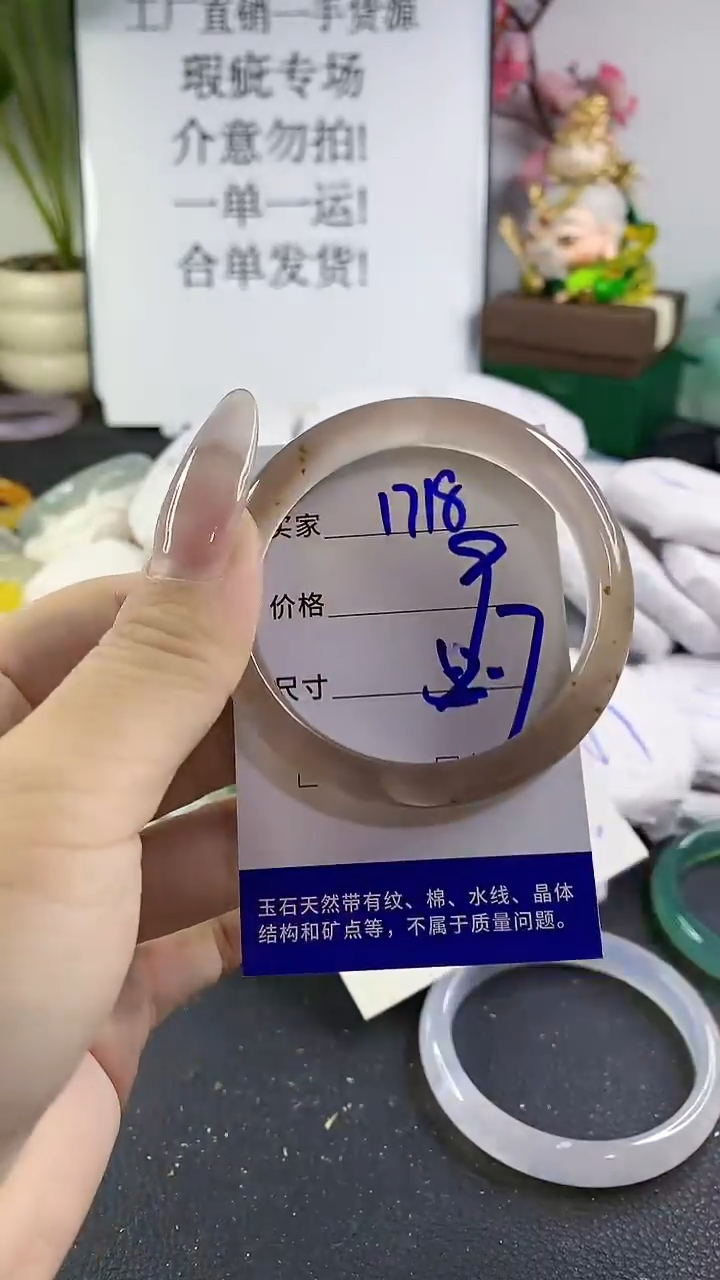 工厂直销一手货源
瑕疵专场
介意勿拍!
一单一运!
合单发货!
买家 1718
价格
尺寸
玉石天然带有纹、棉、水线、晶体
结构和矿点等，不属于质量问题。